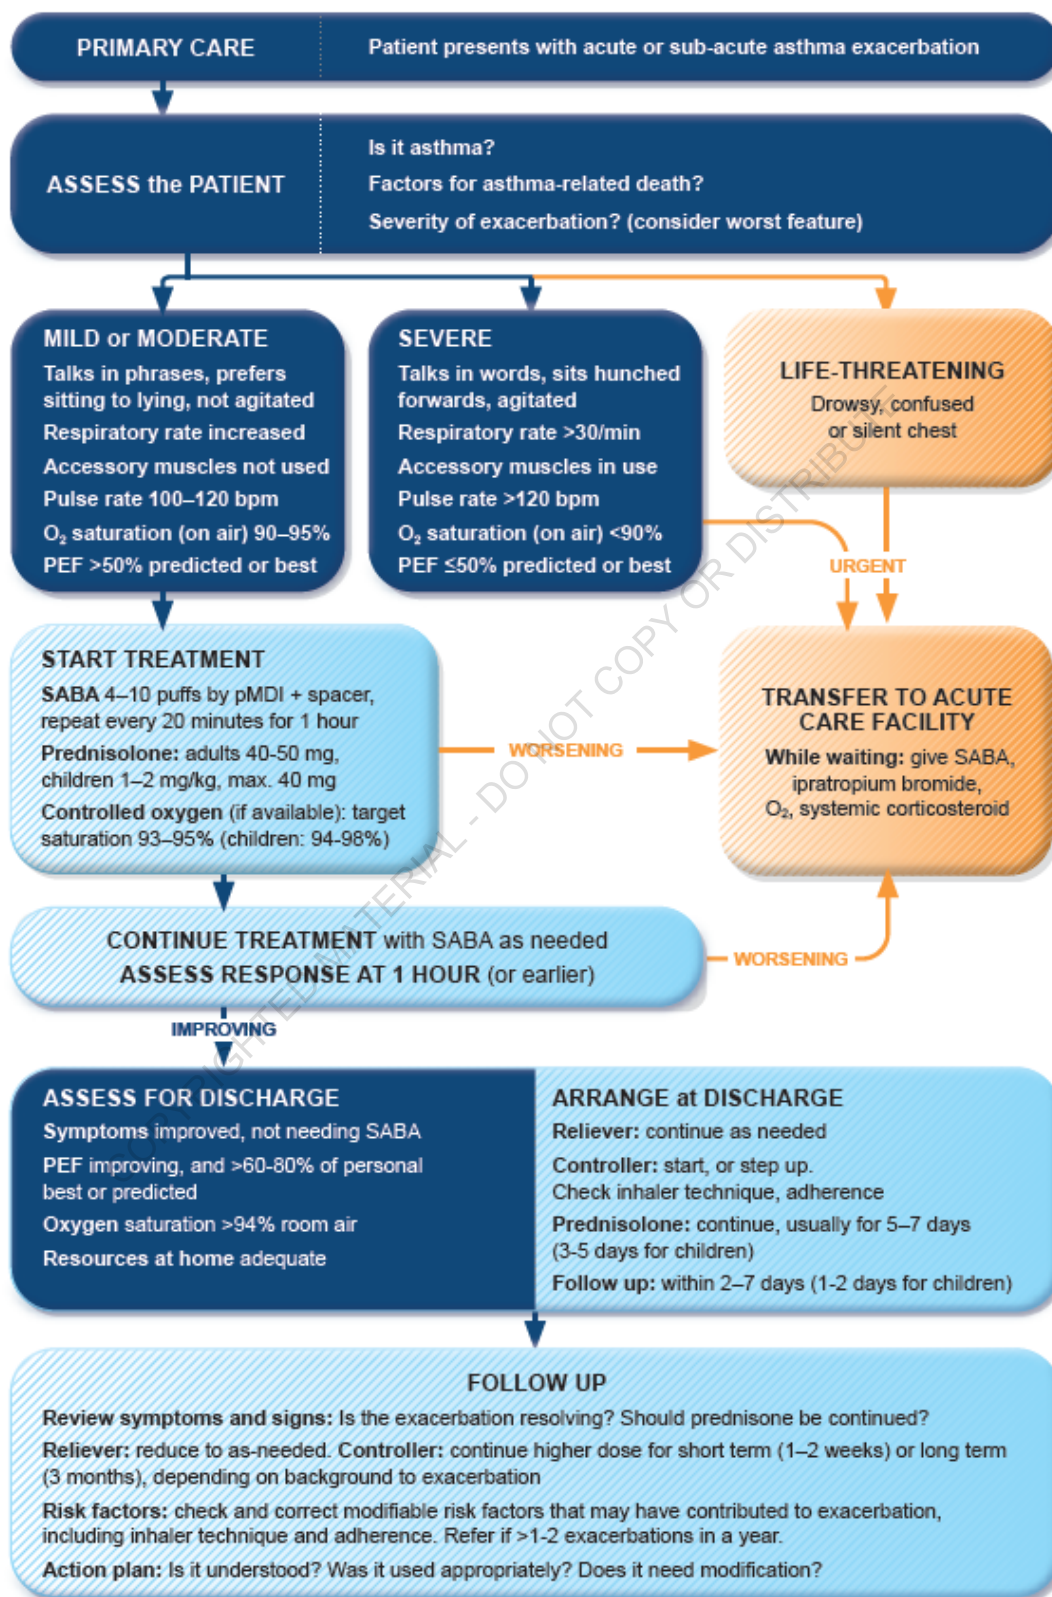 PRIMARY CARE
Patient presents with acute or sub-acute asthma exacerbation
ASSESS the PATIENT
Is it asthma?
Factors for asthma-related death?
Severity of exacerbation? (consider worst feature)
MILD or MODERATE
Talks in phrases, prefers
sitting to lying, not agitated
Respiratory rate increased
Accessory muscles not used
Pulse rate 100–120 bpm
O₂ saturation (on air) 90–95%
PEF >50% predicted or best
SEVERE
Talks in words, sits hunched
forwards, agitated
Respiratory rate >30/min
Accessory muscles in use
Pulse rate >120 bpm
O₂ saturation (on air) <90%
PEF ≤50% predicted or best
LIFE-THREATENING
Drowsy, confused
or silent chest
URGENT
START TREATMENT
SABA 4–10 puffs by pMDI + spacer,
repeat every 20 minutes for 1 hour
Prednisolone: adults 40-50 mg,
children 1–2 mg/kg, max. 40 mg
Controlled oxygen (if available): target
saturation 93–95% (children: 94-98%)
WORSENING
TRANSFER TO ACUTE
CARE FACILITY
While waiting: give SABA,
ipratropium bromide,
O₂, systemic corticosteroid
CONTINUE TREATMENT with SABA as needed
ASSESS RESPONSE AT 1 HOUR (or earlier)
WORSENING
IMPROVING
ASSESS FOR DISCHARGE
Symptoms improved, not needing SABA
PEF improving, and >60-80% of personal
best or predicted
Oxygen saturation >94% room air
Resources at home adequate
ARRANGE at DISCHARGE
Reliever: continue as needed
Controller: start, or step up.
Check inhaler technique, adherence
Prednisolone: continue, usually for 5–7 days
(3-5 days for children)
Follow up: within 2–7 days (1-2 days for children)
FOLLOW UP
Review symptoms and signs: Is the exacerbation resolving? Should prednisone be continued?
Reliever: reduce to as-needed. Controller: continue higher dose for short term (1–2 weeks) or long term
(3 months), depending on background to exacerbation
Risk factors: check and correct modifiable risk factors that may have contributed to exacerbation,
including inhaler technique and adherence. Refer if >1-2 exacerbations in a year.
Action plan: Is it understood? Was it used appropriately? Does it need modification?
COPYRIGHTED MATERIAL - DO NOT COPY OR DISTRIBUTE